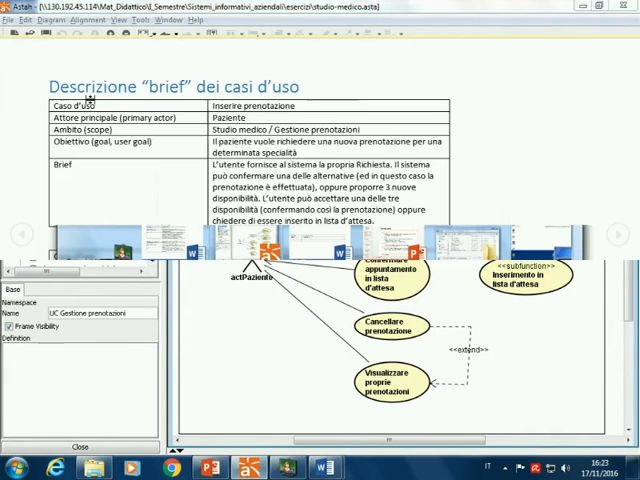 Astah - [\\130.192.45.114\Mat_Didattico\I_Semestre\Sistemi_informativi_aziendali\esercizi\studio-medico.asta]
File Edit Diagram Alignment View Tools Window Help
Descrizione "brief" dei casi d'uso
Caso d'uso Inserire prenotazione
Attore principale (primary actor) Paziente
Ambito (scope) Studio medico / Gestione prenotazioni
Obiettivo (goal, user goal) Il paziente vuole richiedere una nuova prenotazione per una
determinata specialità
Brief L'utente fornisce al sistema la propria Richiesta. Il sistema
può confermare una delle alternative (ed in questo caso la
prenotazione è effettuata), oppure proporre 3 nuove
disponibilità. L'utente può accettare una delle tre
disponibilità (confermando così la prenotazione) oppure
chiedere di essere inserito in lista d'attesa.
Confermare
appuntamento
in lista
d'attesa
<<subfunction>>
Inserimento in
lista d'attesa
actPaziente
Base
Namespace
Name UC Gestione prenotazioni
Frame Visibility
Definition
Cancellare
prenotazione
<<extend>>
Visualizzare
proprie
prenotazioni
Close
IT
16:23
17/11/2016